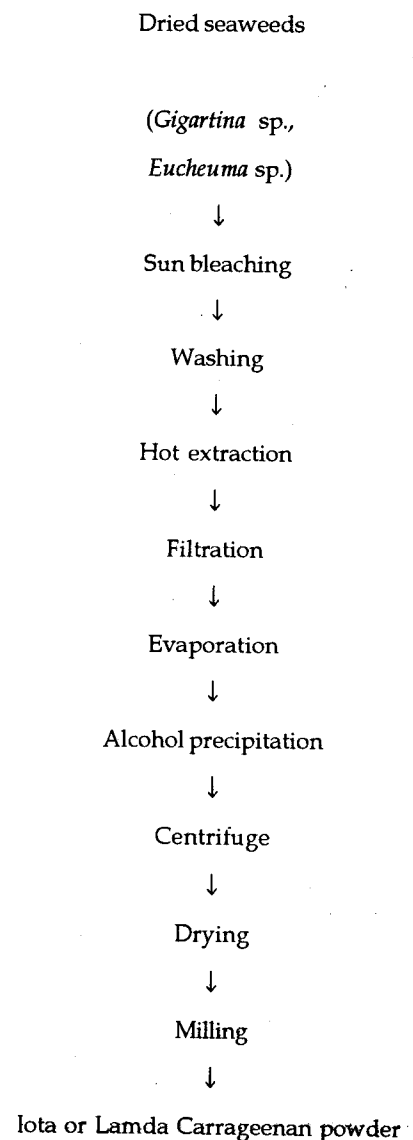 Dried seaweeds
(Gigartina sp.,
Eucheuma sp.)
↓
Sun bleaching
↓
Washing
↓
Hot extraction
↓
Filtration
↓
Evaporation
↓
Alcohol precipitation
↓
Centrifuge
↓
Drying
↓
Milling
↓
Iota or Lamda Carrageenan powder